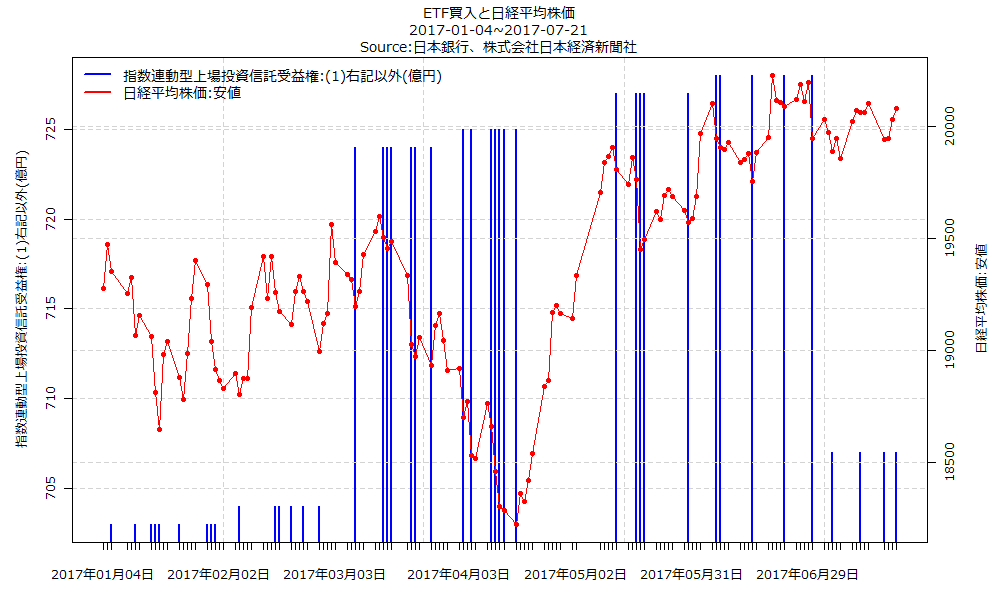 ETF買入と日経平均株価
2017-01-04~2017-07-21
Source:日本銀行、株式会社日本経済新聞社
指数連動型上場投資信託受益権:(1)右記以外(億円)
日経平均株価:安値
指数連動型上場投資信託受益権:(1)右記以外(億円)
725
720
715
710
705
20000
19500
19000
18500
日経平均株価:安値
2017年01月04日 2017年02月02日 2017年03月03日 2017年04月03日 2017年05月02日 2017年05月31日 2017年06月29日